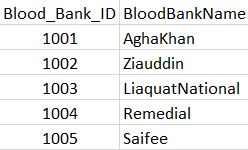 Blood_Bank_ID BloodBankName
1001 AghaKhan
1002 Ziauddin
1003 LiaquatNational
1004 Remedial
1005 Saifee